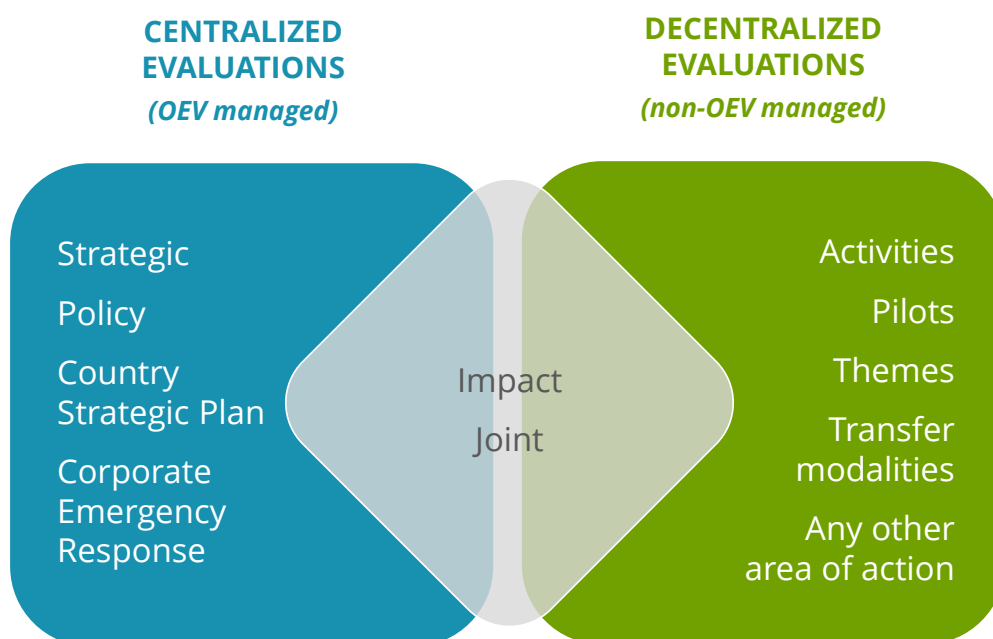 CENTRALIZED
EVALUATIONS
(OEV managed)
DECENTRALIZED
EVALUATIONS
(non-OEV managed)
Strategic
Policy
Country
Strategic Plan
Corporate
Emergency
Response
Impact
Joint
Activities
Pilots
Themes
Transfer
modalities
Any other
area of action